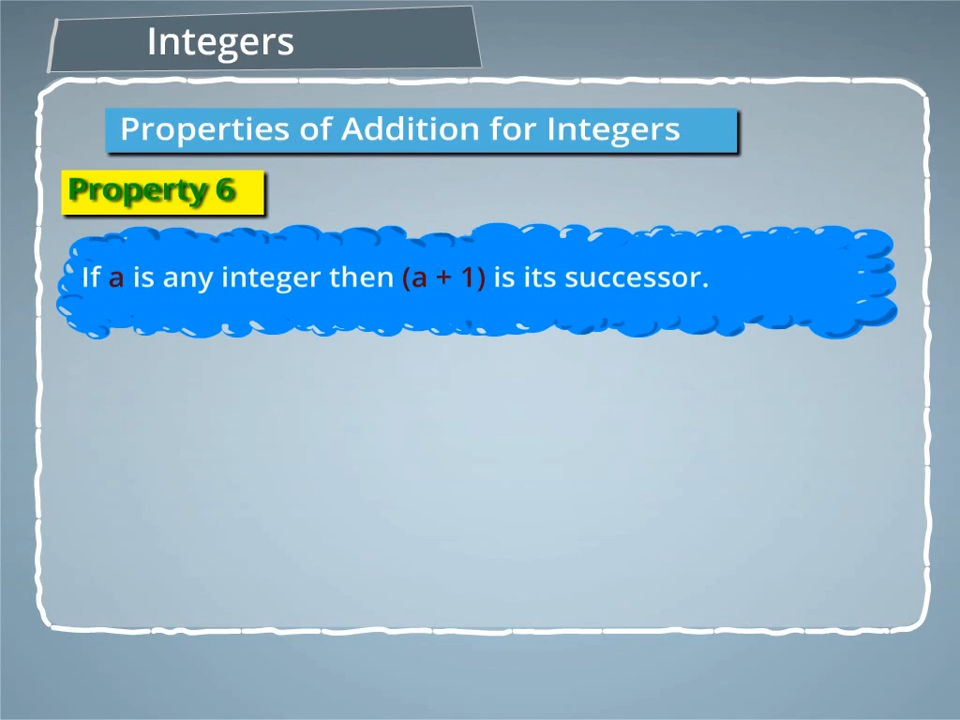 Integers
Properties of Addition for Integers
Property 6
If a is any integer then (a + 1) is its successor.